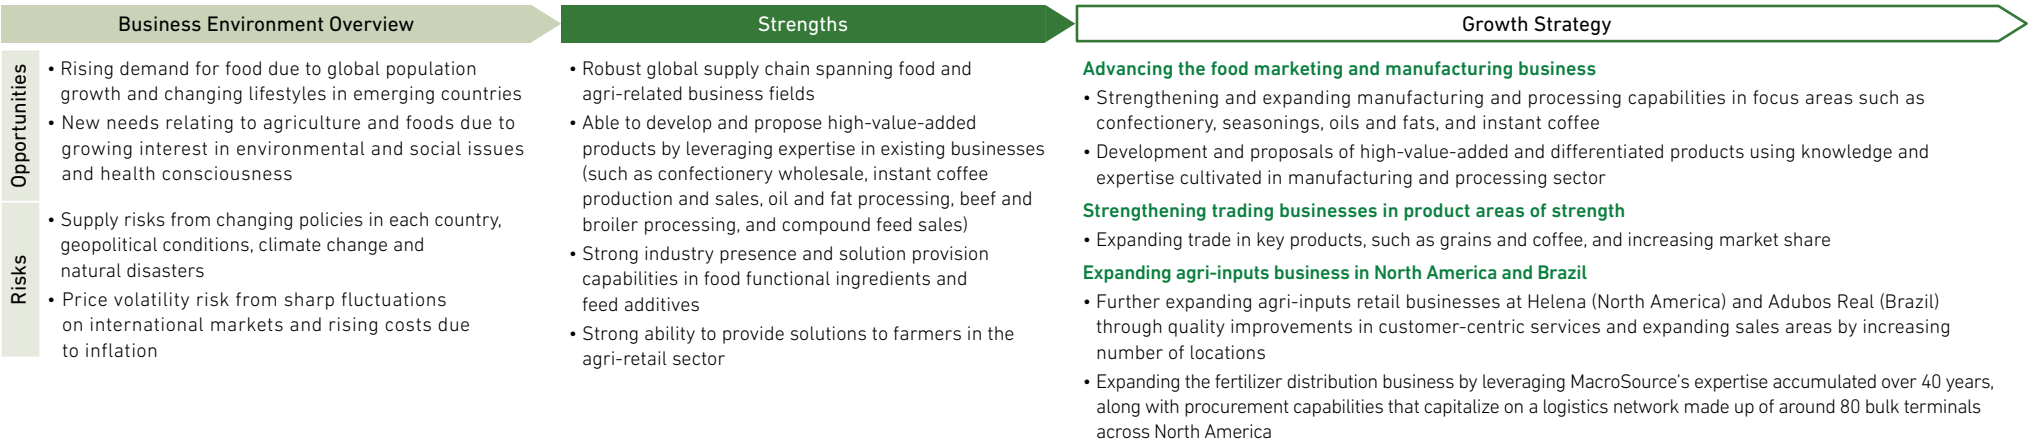 Business Environment Overview
Opportunities
• Rising demand for food due to global population
growth and changing lifestyles in emerging countries
• New needs relating to agriculture and foods due to
growing interest in environmental and social issues
and health consciousness
Risks
• Supply risks from changing policies in each country,
geopolitical conditions, climate change and
natural disasters
• Price volatility risk from sharp fluctuations
on international markets and rising costs due
to inflation
Strengths
• Robust global supply chain spanning food and
agri-related business fields
• Able to develop and propose high-value-added
products by leveraging expertise in existing businesses
(such as confectionery wholesale, instant coffee
production and sales, oil and fat processing, beef and
broiler processing, and compound feed sales)
• Strong industry presence and solution provision
capabilities in food functional ingredients and
feed additives
• Strong ability to provide solutions to farmers in the
agri-retail sector
Growth Strategy
Advancing the food marketing and manufacturing business
• Strengthening and expanding manufacturing and processing capabilities in focus areas such as
confectionery, seasonings, oils and fats, and instant coffee
• Development and proposals of high-value-added and differentiated products using knowledge and
expertise cultivated in manufacturing and processing sector
Strengthening trading businesses in product areas of strength
• Expanding trade in key products, such as grains and coffee, and increasing market share
Expanding agri-inputs business in North America and Brazil
• Further expanding agri-inputs retail businesses at Helena (North America) and Adubos Real (Brazil)
through quality improvements in customer-centric services and expanding sales areas by increasing
number of locations
• Expanding the fertilizer distribution business by leveraging MacroSource's expertise accumulated over 40 years,
along with procurement capabilities that capitalize on a logistics network made up of around 80 bulk terminals
across North America